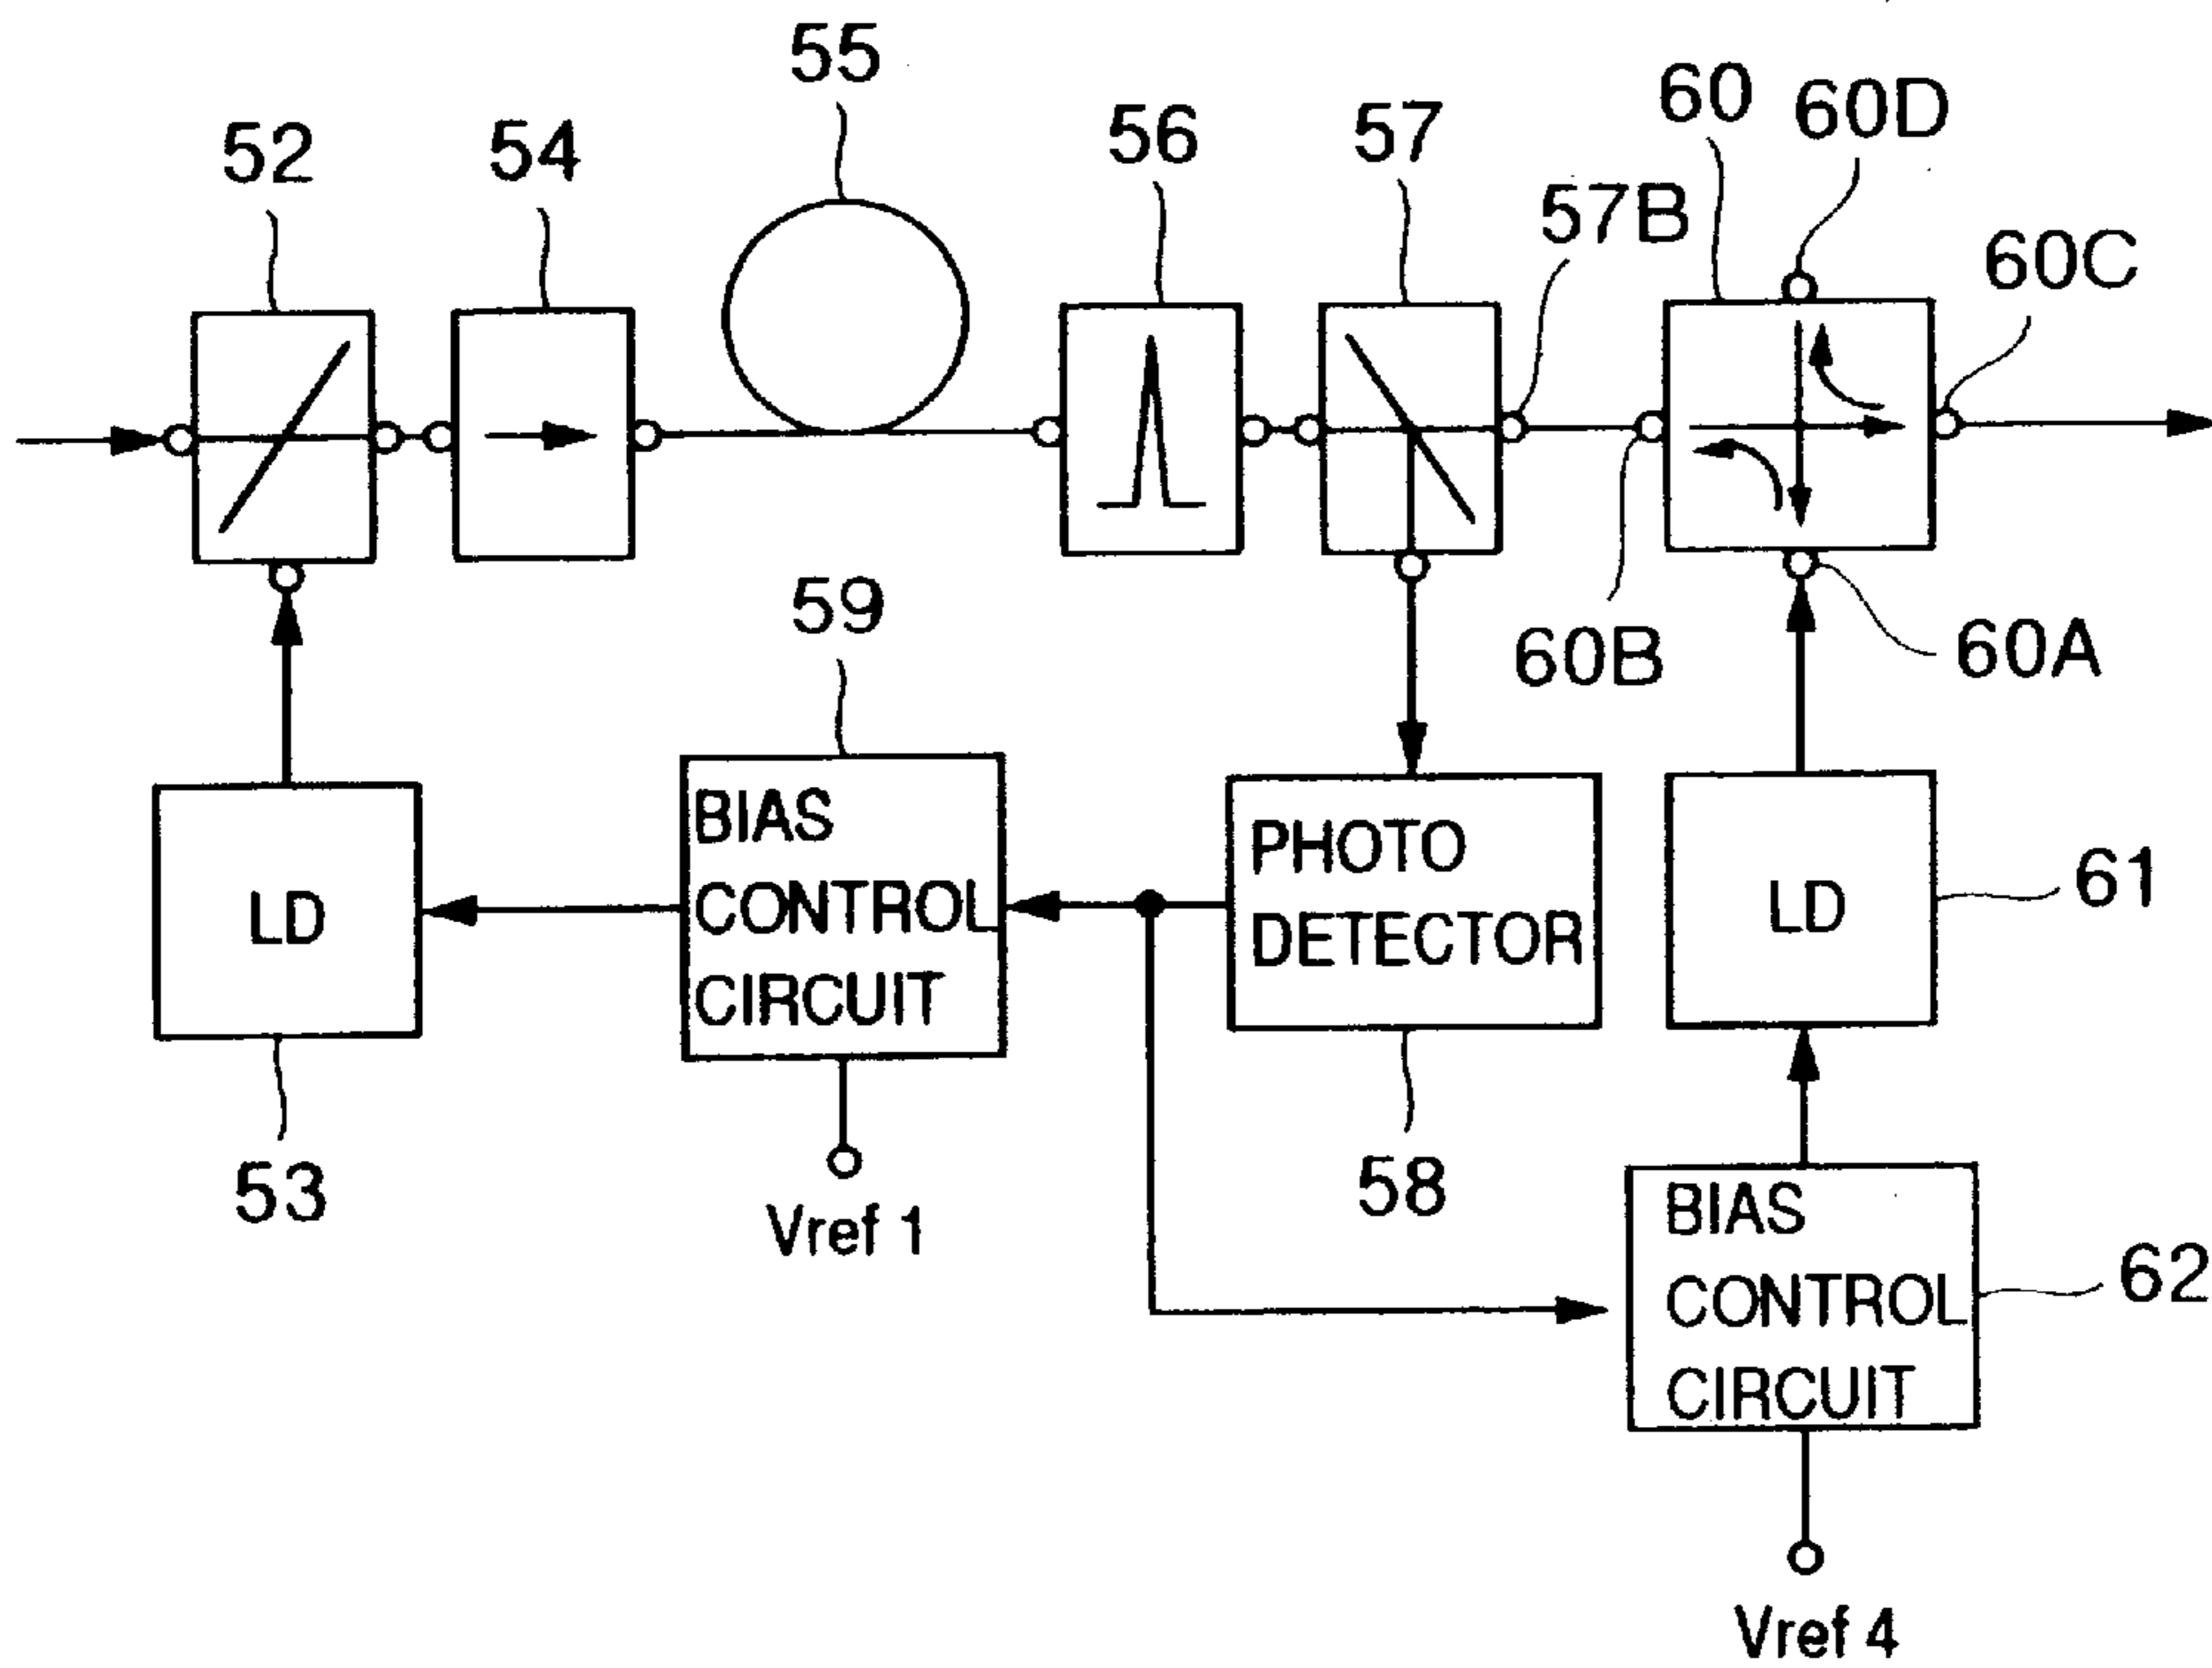 55
60
60D
56
57
52
54
57B
60C
59
60B
60A
BIAS
CONTROL
CIRCUIT
PHOTO
DETECTOR
LD
LD
61
53
58
Vref 1
BIAS
CONTROL
CIRCUIT
62
Vref 4